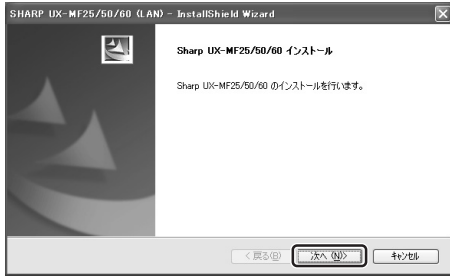 SHARP UX-MF25/50/60 (LAN) - InstallShield Wizard
Sharp UX-MF25/50/60 インストール
Sharp UX-MF25/50/60 のインストールを行います。
< 戻る(B) 次へ (N)> キャンセル